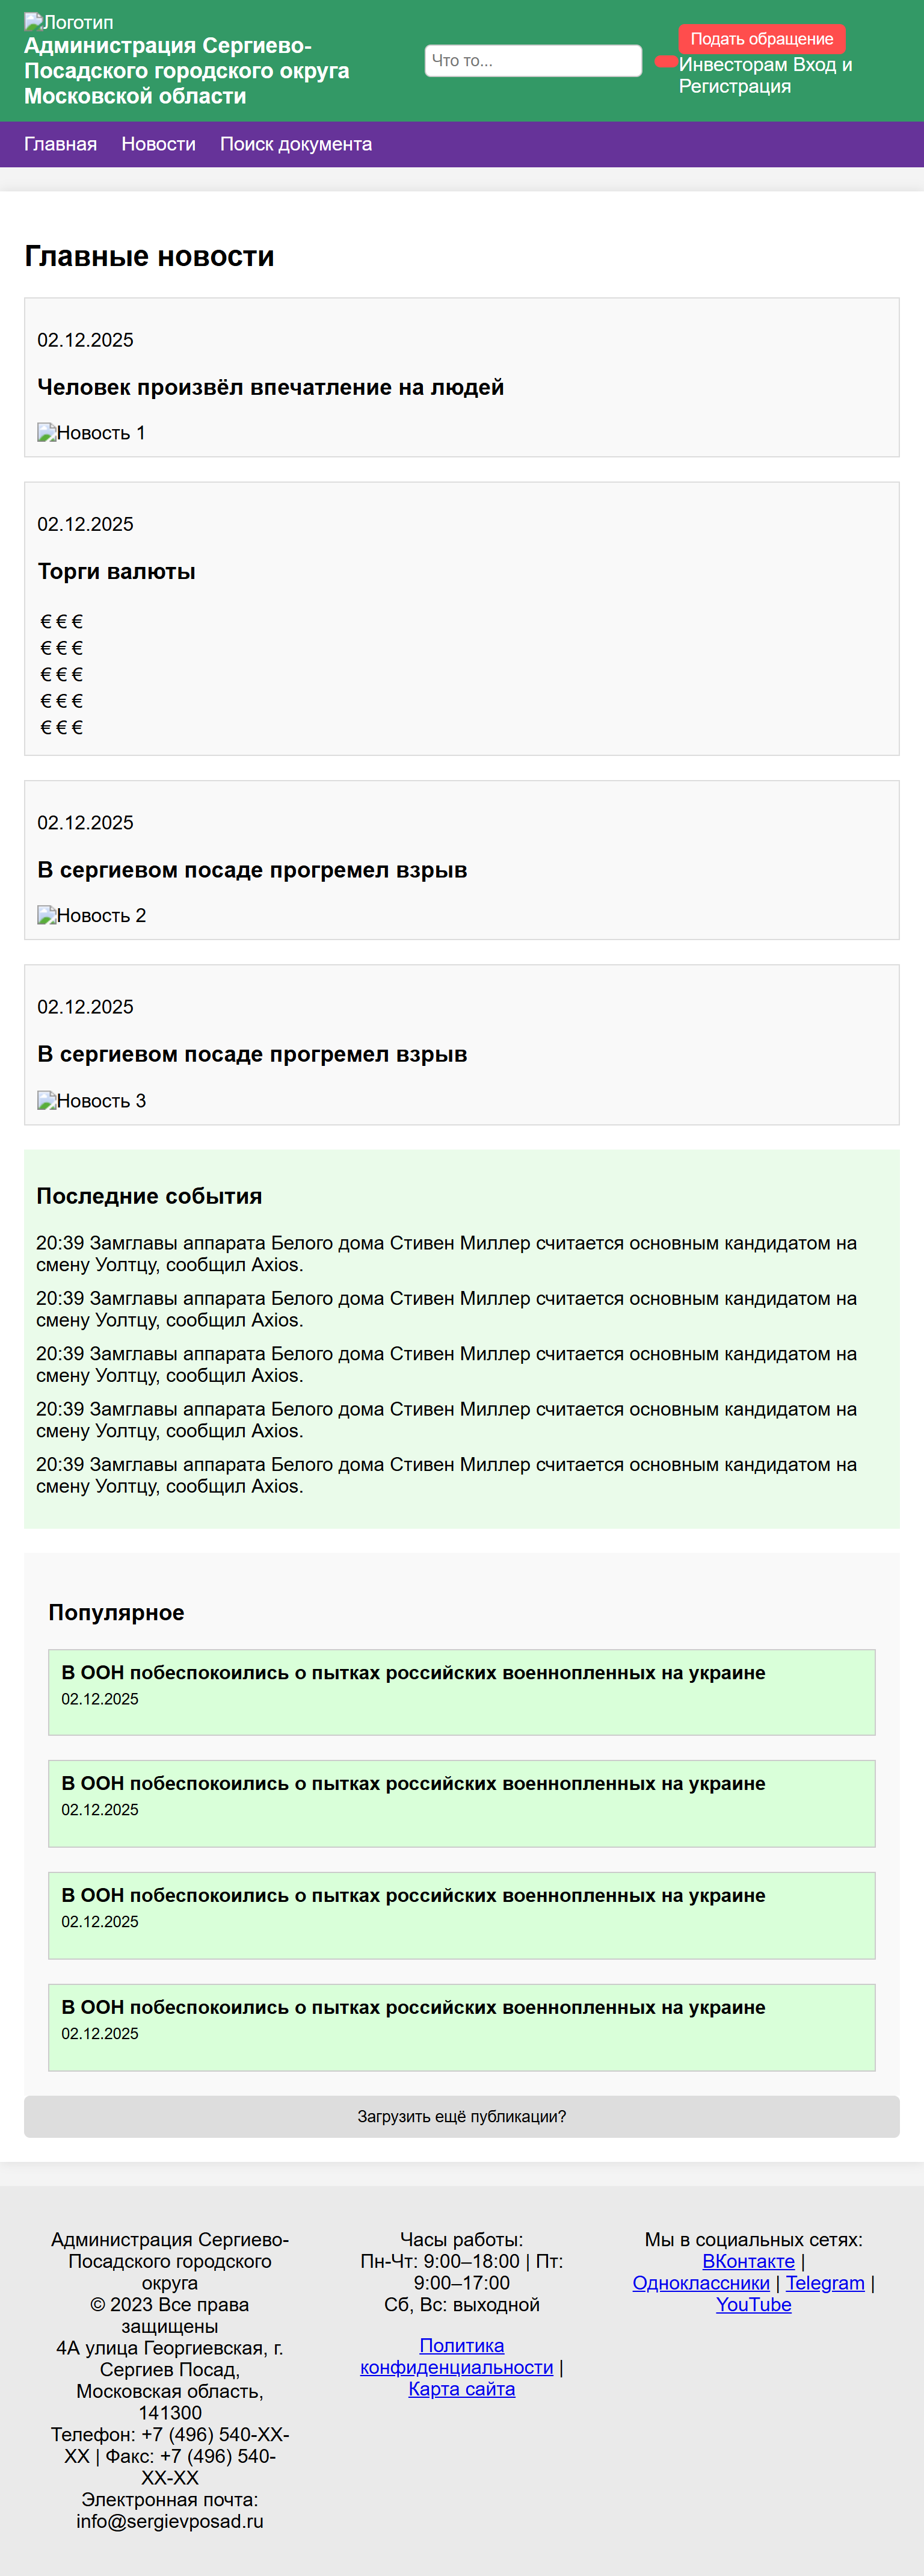 Логотип
Администрация Сергиево-
Посадского городского округа
Московской области
Что то...
Подать обращение
Инвесторам Вход и
Регистрация
Главная Новости Поиск документа
Главные новости
02.12.2025
Человек произвёл впечатление на людей
Новость 1
02.12.2025
Торги валюты
€ € €
€ € €
€ € €
€ € €
€ € €
02.12.2025
В сергиевом посаде прогремел взрыв
Новость 2
02.12.2025
В сергиевом посаде прогремел взрыв
Новость 3
Последние события
20:39 Замглавы аппарата Белого дома Стивен Миллер считается основным кандидатом на
смену Уолтцу, сообщил Axios.
20:39 Замглавы аппарата Белого дома Стивен Миллер считается основным кандидатом на
смену Уолтцу, сообщил Axios.
20:39 Замглавы аппарата Белого дома Стивен Миллер считается основным кандидатом на
смену Уолтцу, сообщил Axios.
20:39 Замглавы аппарата Белого дома Стивен Миллер считается основным кандидатом на
смену Уолтцу, сообщил Axios.
20:39 Замглавы аппарата Белого дома Стивен Миллер считается основным кандидатом на
смену Уолтцу, сообщил Axios.
Популярное
В ООН побеспокоились о пытках российских военнопленных на украине
02.12.2025
В ООН побеспокоились о пытках российских военнопленных на украине
02.12.2025
В ООН побеспокоились о пытках российских военнопленных на украине
02.12.2025
В ООН побеспокоились о пытках российских военнопленных на украине
02.12.2025
Загрузить ещё публикации?
Администрация Сергиево-
Посадского городского
округа
© 2023 Все права
защищены
4А улица Георгиевская, г.
Сергиев Посад,
Московская область,
141300
Телефон: +7 (496) 540-XX-
XX | Факс: +7 (496) 540-
XX-XX
Электронная почта:
info@sergievposad.ru
Часы работы:
Пн-Чт: 9:00–18:00 | Пт:
9:00–17:00
Сб, Вс: выходной
Политика
конфиденциальности |
Карта сайта
Мы в социальных сетях:
ВКонтакте |
Одноклассники | Telegram |
YouTube